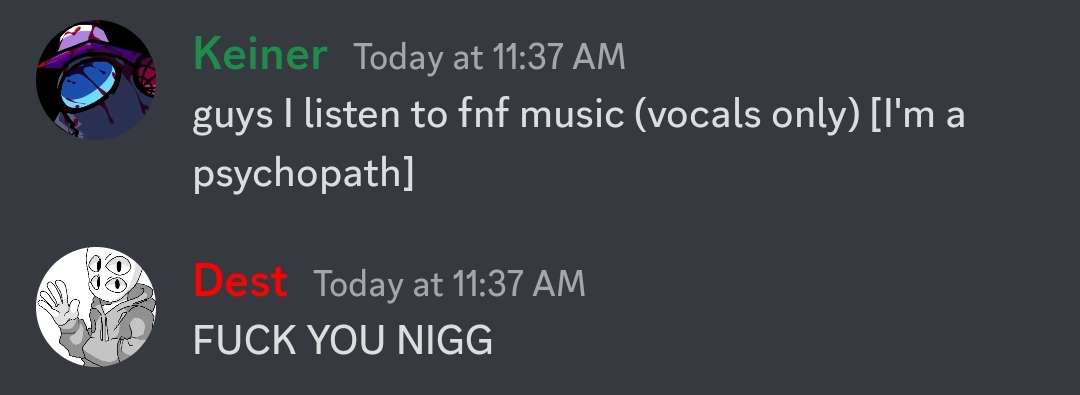 Keiner Today at 11:37 AM
guys I listen to fnf music (vocals only) [I'm a
psychopath]
Dest Today at 11:37 AM
FUCK YOU NIGG